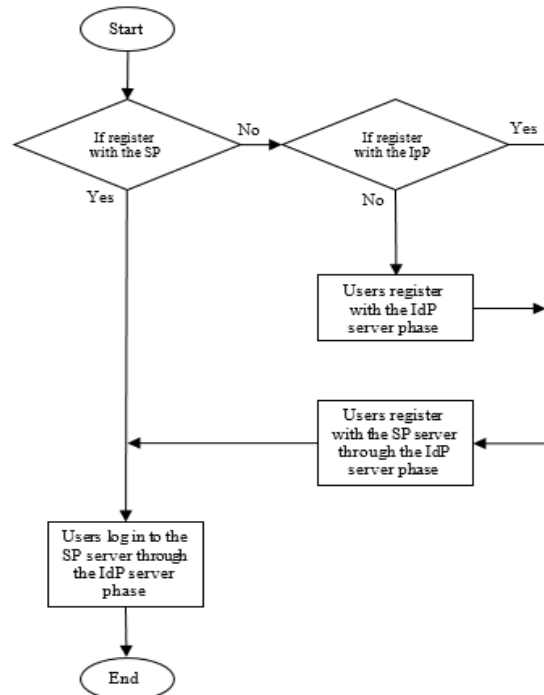 Start
If register
with the SP
No
If register
with the IpP
Yes
Yes
No
Users register
with the IdP
server phase
Users register
with the SP server
through the IdP
server phase
Users log in to the
SP server through
the IdP server
phase
End